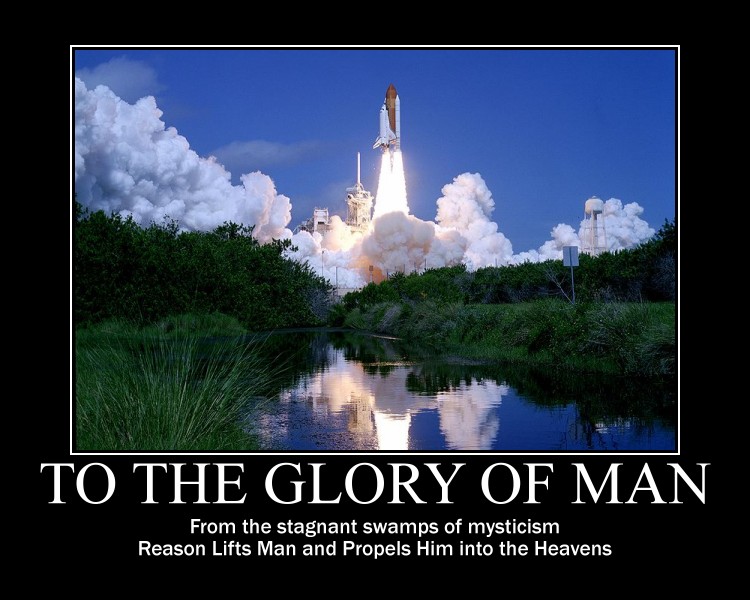 TO THE GLORY OF MAN
From the stagnant swamps of mysticism
Reason Lifts Man and Propels Him into the Heavens